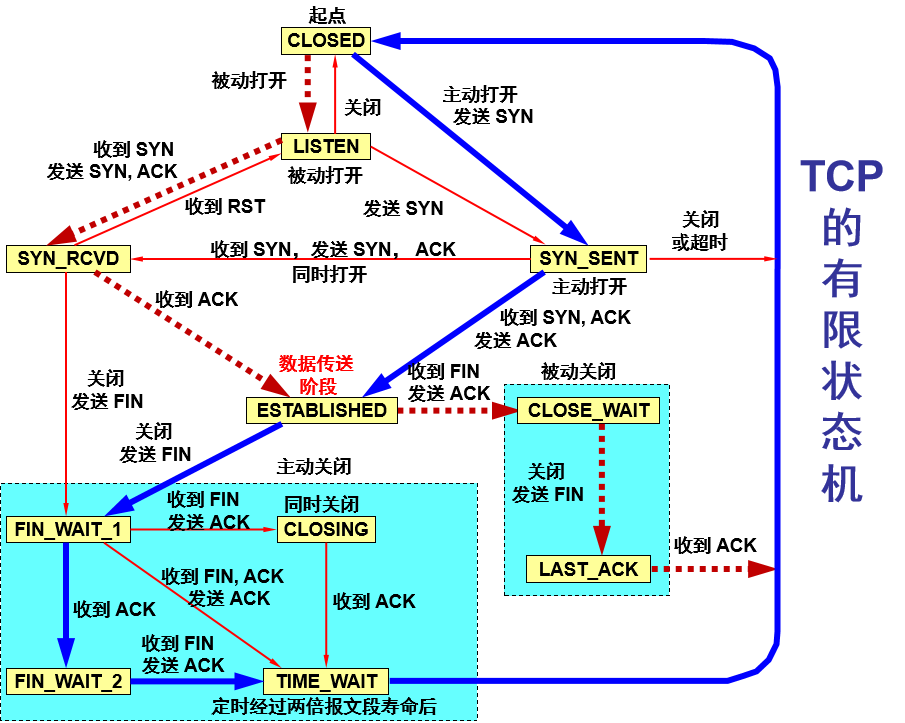 起点
CLOSED
被动打开
关闭
主动打开
发送 SYN
LISTEN
被动打开
收到 SYN
发送 SYN, ACK
收到 RST
发送 SYN
TCP
的
有
限
状
态
机
关闭
或超时
SYN_RCVD
收到 SYN，发送 SYN， ACK
同时打开
SYN_SENT
主动打开
收到 ACK
收到 SYN, ACK
发送 ACK
数据传送
阶段
ESTABLISHED
收到 FIN
发送 ACK
被动关闭
CLOSE_WAIT
关闭
发送 FIN
关闭
发送 FIN
关闭
发送 FIN
LAST_ACK
收到 ACK
主动关闭
FIN_WAIT_1
收到 FIN
发送 ACK
同时关闭
CLOSING
收到 FIN, ACK
发送 ACK
收到 ACK
收到 ACK
收到 FIN
发送 ACK
FIN_WAIT_2
TIME_WAIT
定时经过两倍报文段寿命后